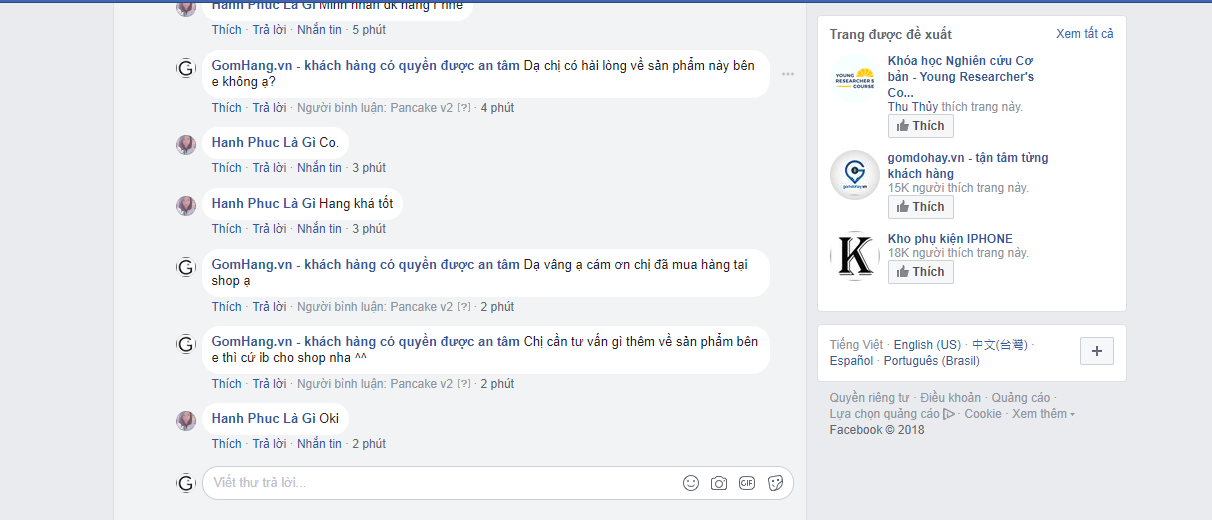 Hanh Phuc Là Gì Mình nhân đk hàng r nhé
Thích · Trả lời · Nhắn tin · 5 phút
GomHang.vn - khách hàng có quyền được an tâm Dạ chị có hài lòng về sản phẩm này bên
e không ạ?
Thích · Trả lời · Người bình luận: Pancake v2 [?] · 4 phút
Hanh Phuc Là Gì Co.
Thích · Trả lời · Nhắn tin · 3 phút
Hanh Phuc Là Gì Hang khá tốt
Thích · Trả lời · Nhắn tin · 3 phút
GomHang.vn - khách hàng có quyền được an tâm Dạ vâng ạ cám ơn chị đã mua hàng tại
shop ạ
Thích · Trả lời · Người bình luận: Pancake v2 [?] · 2 phút
GomHang.vn - khách hàng có quyền được an tâm Chị cần tư vấn gì thêm về sản phẩm bên
e thì cứ ib cho shop nha ^^
Thích · Trả lời · Người bình luận: Pancake v2 [?] · 2 phút
Hanh Phuc Là Gì Oki
Thích · Trả lời · Nhắn tin · 2 phút
Viết thư trả lời...
GIF
Trang được đề xuất
Xem tất cả
YOUNG
RESEARCHER'S
COURSE
Khóa học Nghiên cứu Cơ
bản - Young Researcher's
Co...
Thu Thủy thích trang này.
Thích
gomdohay.vn
gomdohay.vn - tận tâm từng
khách hàng
15K người thích trang này.
Thích
K
Kho phụ kiện IPHONE
18K người thích trang này.
Thích
Tiếng Việt · English (US) · 中文(台灣) ·
Español · Português (Brasil)
Quyền riêng tư · Điều khoản · Quảng cáo ·
Lựa chọn quảng cáo · Cookie · Xem thêm
Facebook © 2018